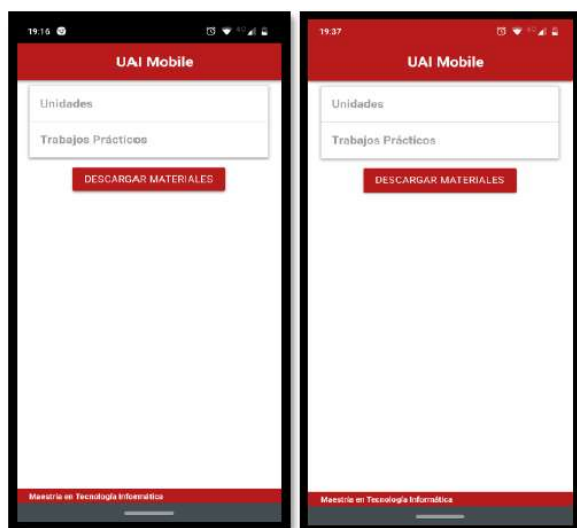 19:16
UAI Mobile
Unidades
Trabajos Prácticos
DESCARGAR MATERIALES
Maestría en Tecnología Informática
19:37
UAI Mobile
Unidades
Trabajos Prácticos
DESCARGAR MATERIALES
Maestría en Tecnología Informática